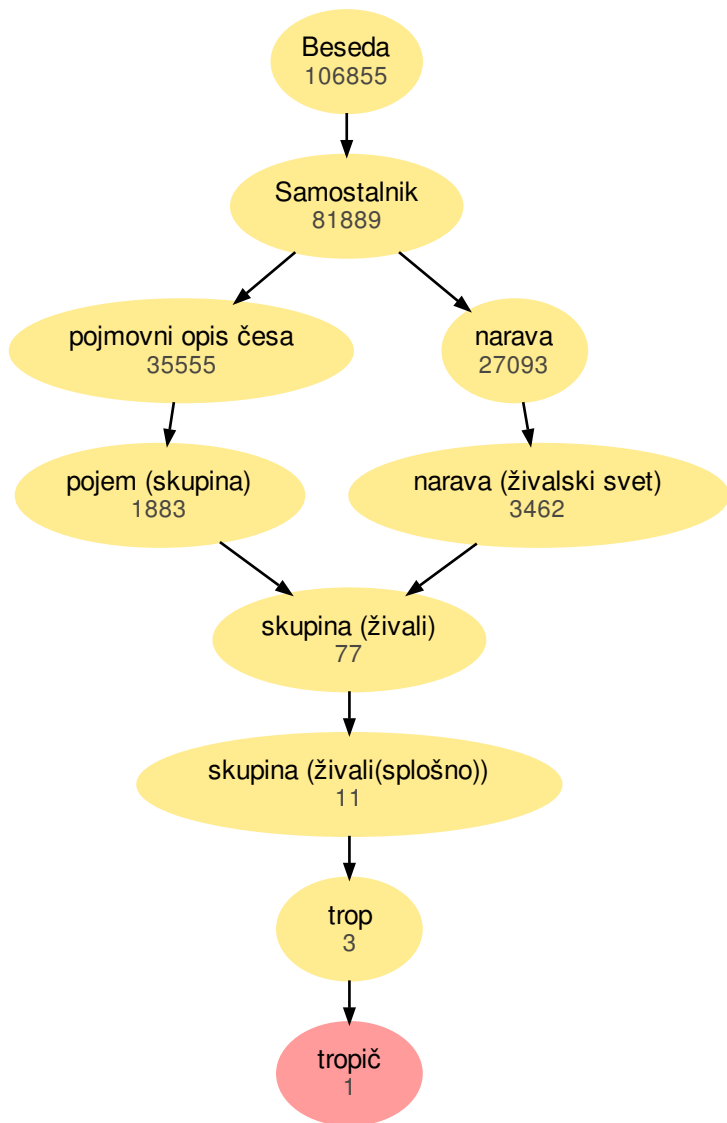 Beseda
106855
Samostalnik
81889
pojmovni opis česa
35555
narava
27093
pojem (skupina)
1883
narava (živalski svet)
3462
skupina (živali)
77
skupina (živali(splošno))
11
trop
3
tropič
1